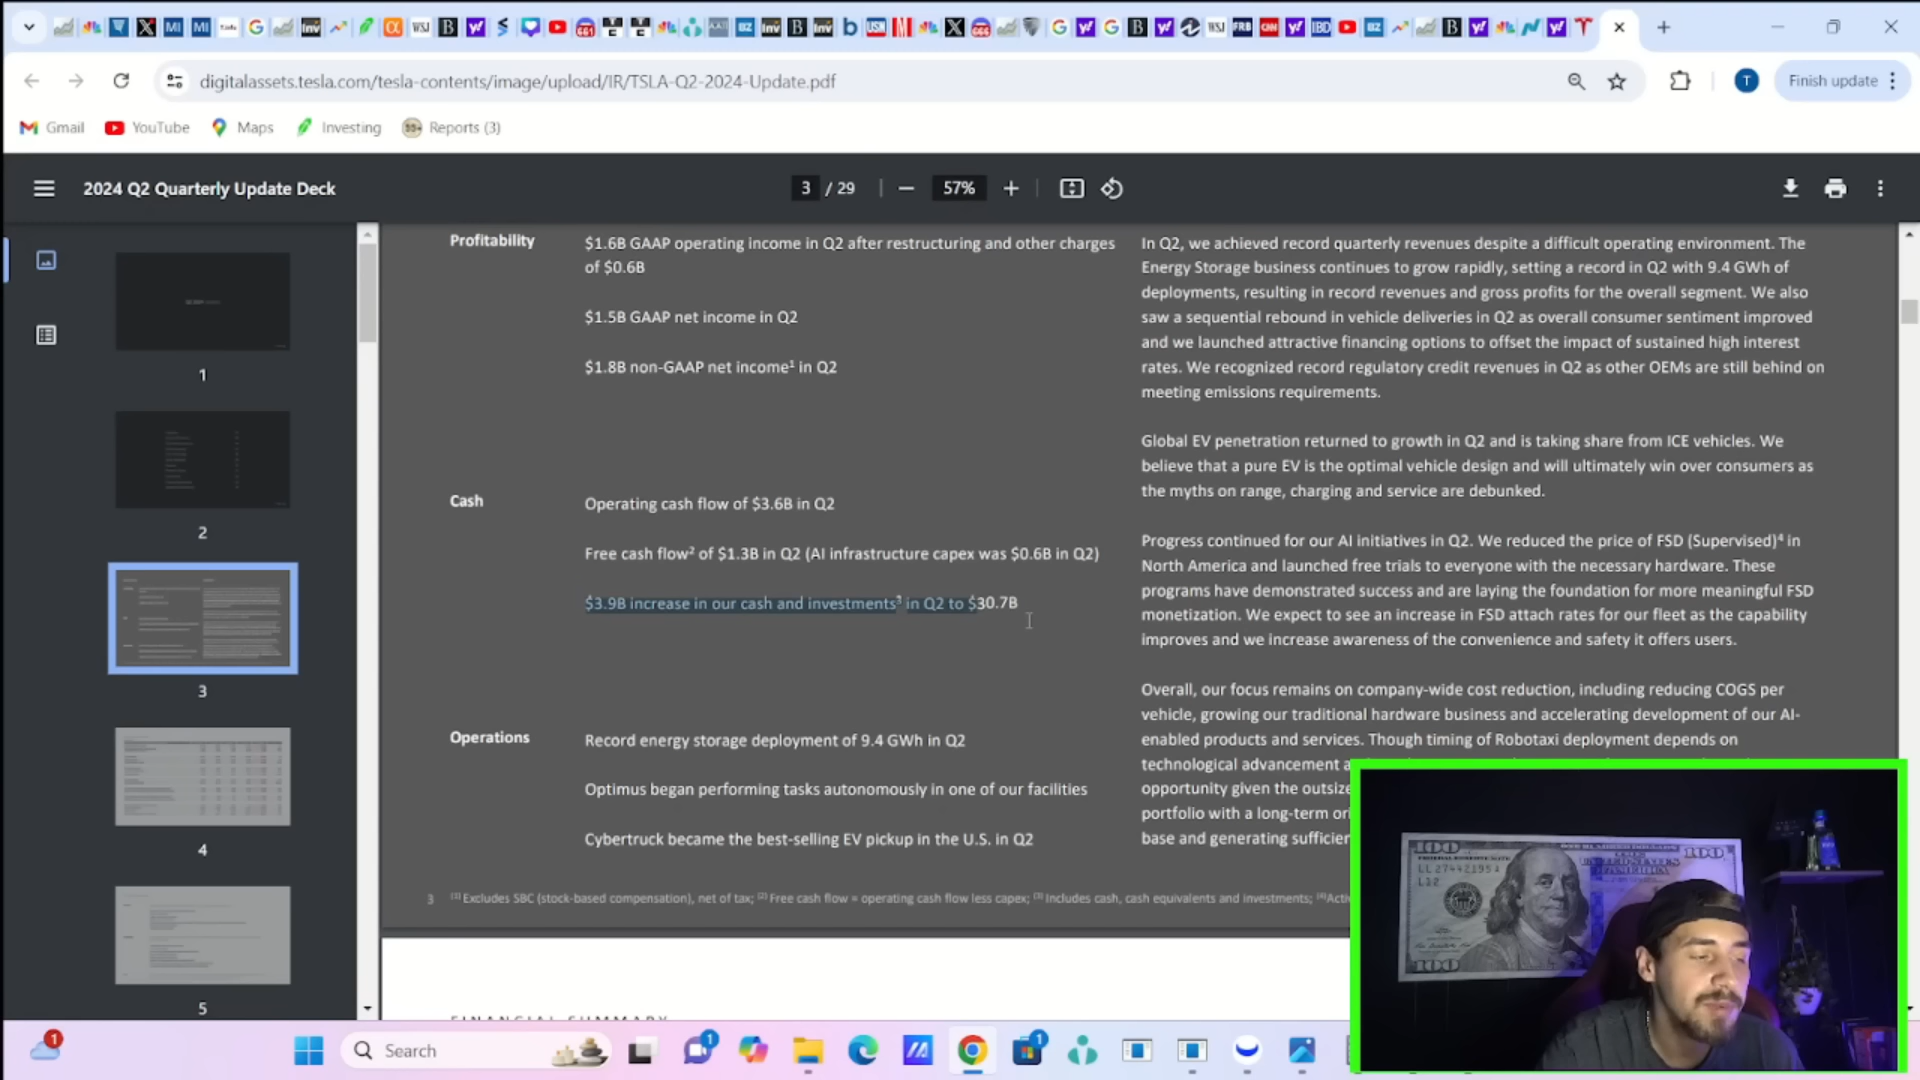 digitalassets.tesla.com/tesla-contents/image/upload/IR/TSLA-Q2-2024-Update.pdf
T
Finish update
Gmail
YouTube
Maps
Investing
99+
Reports (3)
2024 Q2 Quarterly Update Deck
3 / 29
57%
1
2
3
4
5
Profitability
$1.6B GAAP operating income in Q2 after restructuring and other charges
of $0.6B
$1.5B GAAP net income in Q2
$1.8B non-GAAP net income¹ in Q2
Cash
Operating cash flow of $3.6B in Q2
Free cash flow² of $1.3B in Q2 (AI infrastructure capex was $0.6B in Q2)
$3.9B increase in our cash and investments³ in Q2 to $30.7B
Operations
Record energy storage deployment of 9.4 GWh in Q2
Optimus began performing tasks autonomously in one of our facilities
Cybertruck became the best-selling EV pickup in the U.S. in Q2
In Q2, we achieved record quarterly revenues despite a difficult operating environment. The
Energy Storage business continues to grow rapidly, setting a record in Q2 with 9.4 GWh of
deployments, resulting in record revenues and gross profits for the overall segment. We also
saw a sequential rebound in vehicle deliveries in Q2 as overall consumer sentiment improved
and we launched attractive financing options to offset the impact of sustained high interest
rates. We recognized record regulatory credit revenues in Q2 as other OEMs are still behind on
meeting emissions requirements.
Global EV penetration returned to growth in Q2 and is taking share from ICE vehicles. We
believe that a pure EV is the optimal vehicle design and will ultimately win over consumers as
the myths on range, charging and service are debunked.
Progress continued for our AI initiatives in Q2. We reduced the price of FSD (Supervised)⁴ in
North America and launched free trials to everyone with the necessary hardware. These
programs have demonstrated success and are laying the foundation for more meaningful FSD
monetization. We expect to see an increase in FSD attach rates for our fleet as the capability
improves and we increase awareness of the convenience and safety it offers users.
Overall, our focus remains on company-wide cost reduction, including reducing COGS per
vehicle, growing our traditional hardware business and accelerating development of our AI-
enabled products and services. Though timing of Robotaxi deployment depends on
technological advancement
opportunity given the outsize
portfolio with a long-term
base and generating sufficien
3 (1) Excludes SBC (stock-based compensation), net of tax; (2) Free cash flow = operating cash flow less capex; (3) Includes cash, cash equivalents and investments;
100
100
100
1
Search
1
1